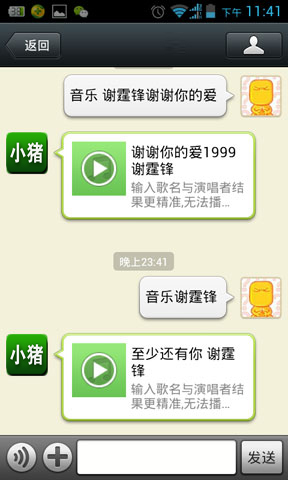 下午 11:41
返回
音乐 谢霆锋谢谢你的爱
小猪
谢谢你的爱1999
谢霆锋
输入歌名与演唱者结
果更精准,无法播...
晚上23:41
音乐谢霆锋
小猪
至少还有你 谢霆
锋
输入歌名与演唱者结
果更精准,无法播...
发送